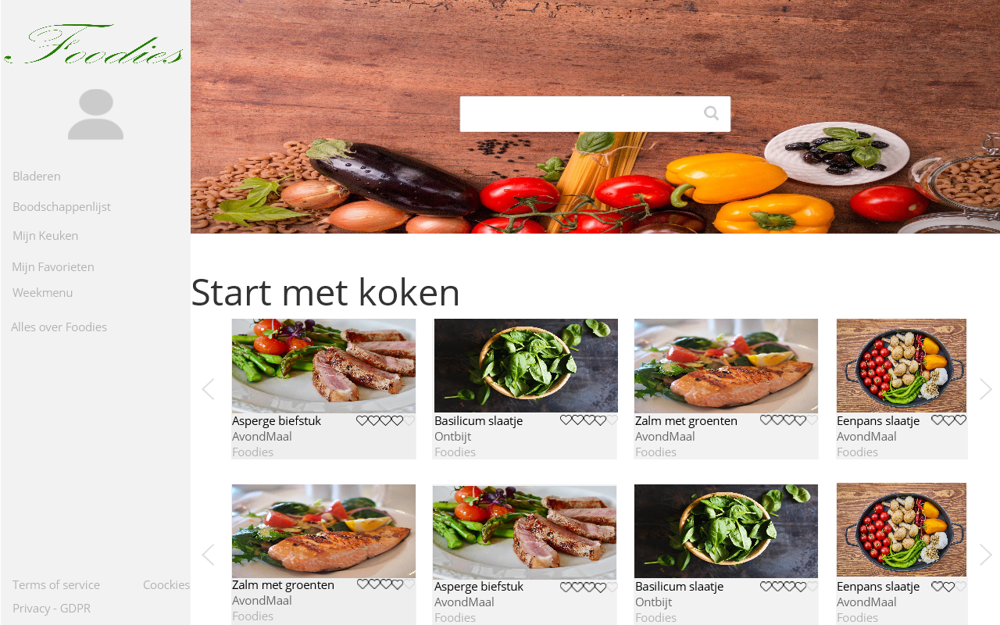 Foodies
Bladeren
Boodschappenlijst
Mijn Keuken
Mijn Favorieten
Weekmenu
Alles over Foodies
Terms of service
Coockies
Privacy - GDPR
Start met koken
Asperge biefstuk
AvondMaal
Foodies
Basilicum slaatje
Ontbijt
Foodies
Zalm met groenten
AvondMaal
Foodies
Eenpans slaatje
AvondMaal
Foodies
Zalm met groenten
AvondMaal
Foodies
Asperge biefstuk
AvondMaal
Foodies
Basilicum slaatje
Ontbijt
Foodies
Eenpans slaatje
AvondMaal
Foodies